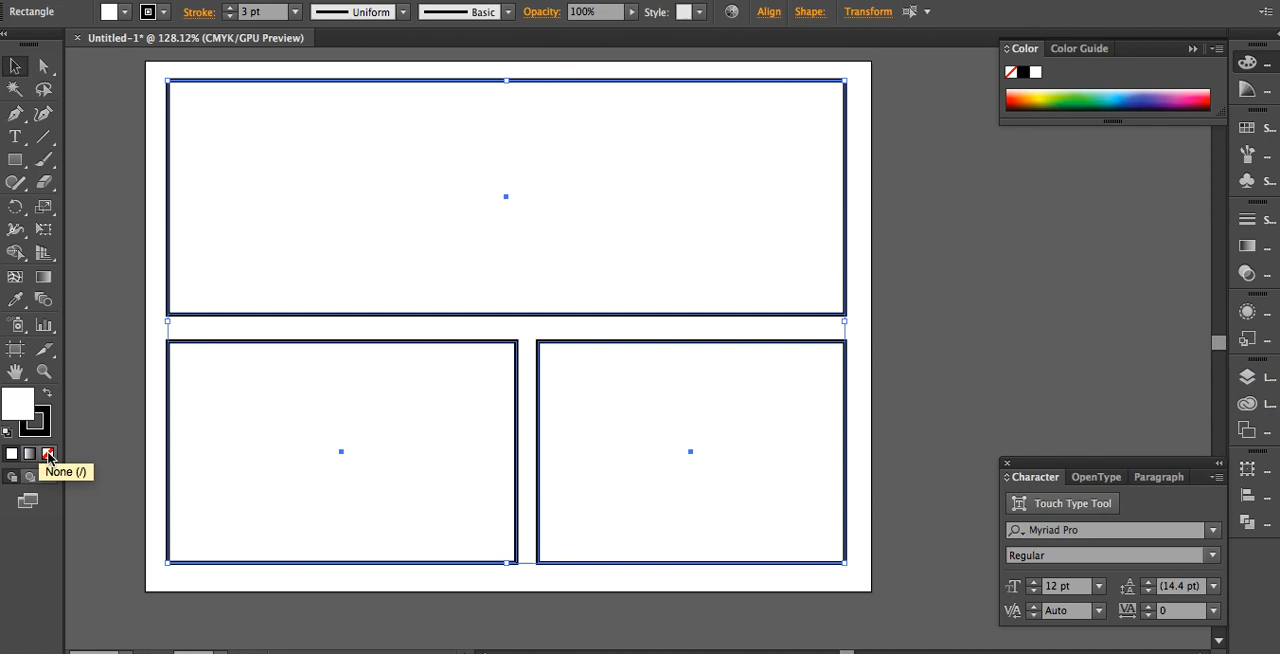 Rectangle Stroke: 3 pt Uniform Basic Opacity: 100% Style: Align Shape: Transform
× Untitled-1* @ 128.12% (CMYK/GPU Preview)
Color Color Guide
S...
S...
S...
None (/)
L...
L...
Character OpenType Paragraph
Touch Type Tool
Myriad Pro
Regular
12 pt (14.4 pt)
Auto 0